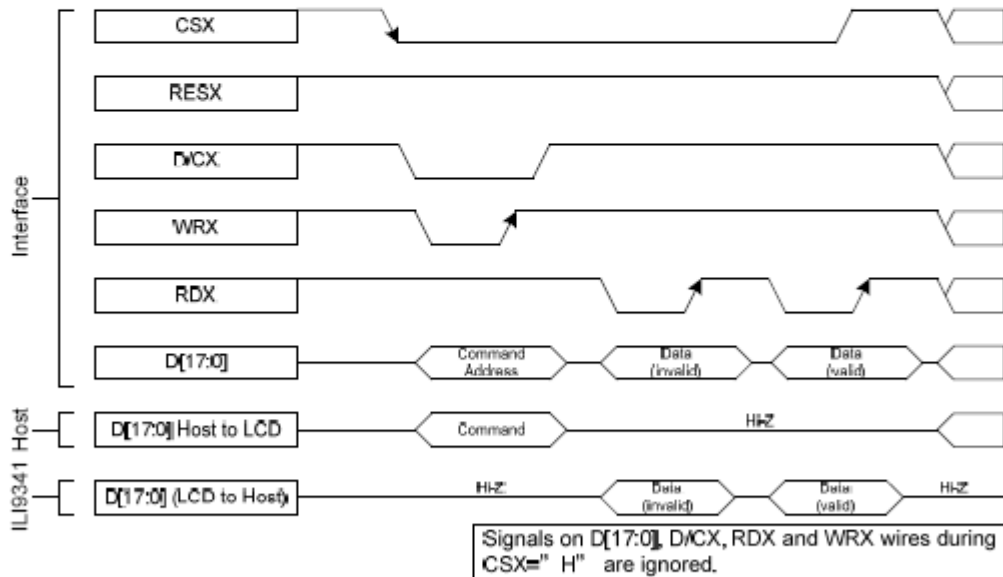 CSX
RESX
D/CX
WRX
RDX
D[17:0]
Command
Address
Data
(invalid)
Data
(valid)
D[17:0] Host to LCD
Command
Hi-Z
D[17:0] (LCD to Host)
Hi-Z
Data
(invalid)
Data
(valid)
Hi-Z
Interface
Host
ILI9341
Signals on D[17:0], D/CX, RDX and WRX wires during
CSX=” H” are ignored.